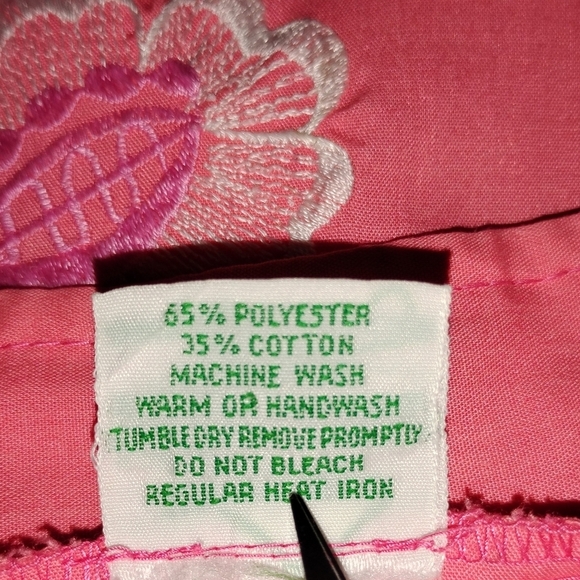 65% POLYESTER
35% COTTON
MACHINE WASH
WARM OR HANDWASH
TUMBLE DRY REMOVE PROMPTLY
DO NOT BLEACH
REGULAR HEAT IRON